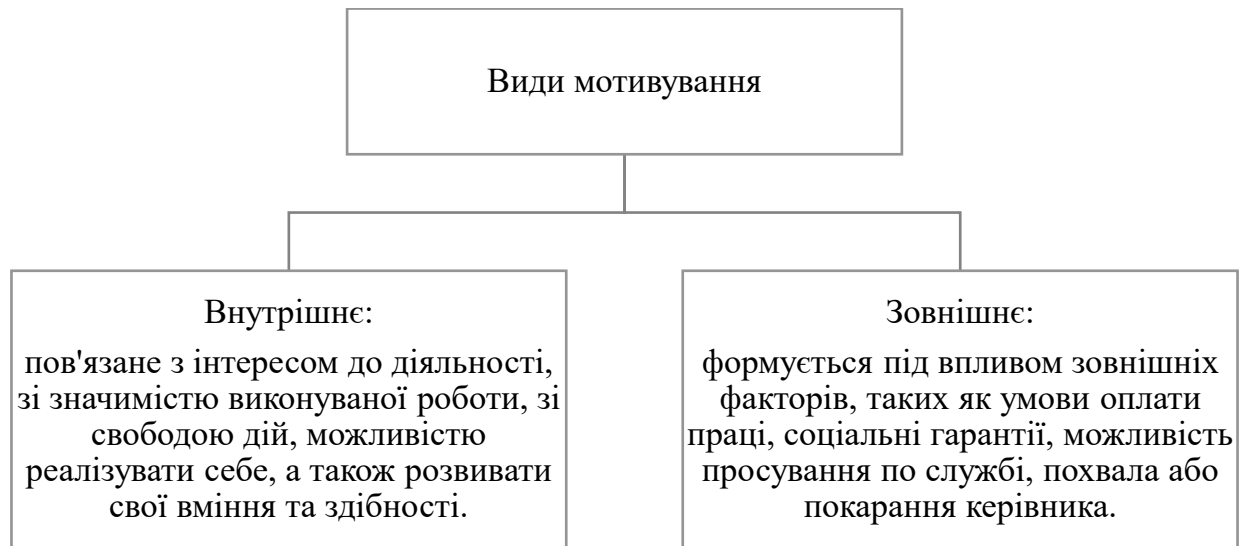 Види мотивування
Внутрішнє:
пов'язане з інтересом до діяльності,
зі значимістю виконуваної роботи, зі
свободою дій, можливістю
реалізувати себе, а також розвивати
свої вміння та здібності.
Зовнішнє:
формується під впливом зовнішніх
факторів, таких як умови оплати
праці, соціальні гарантії, можливість
просування по службі, похвала або
покарання керівника.